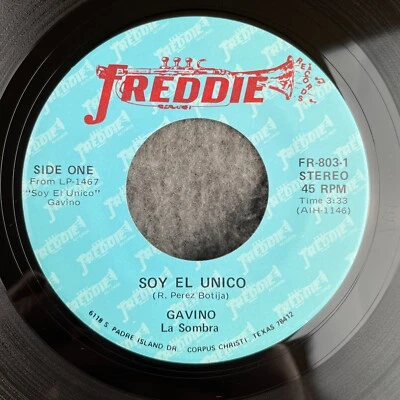 FREDDIE
RECORDS
SIDE ONE
From LP-1467
"Soy El Unico"
Gavino
FR-803-1
STEREO
45 RPM
Time 3:33
(AIH-1146)
SOY EL UNICO
(R. Perez Botija)
GAVINO
La Sombra
6118 S. PADRE ISLAND DR. CORPUS CHRISTI, TEXAS 78412